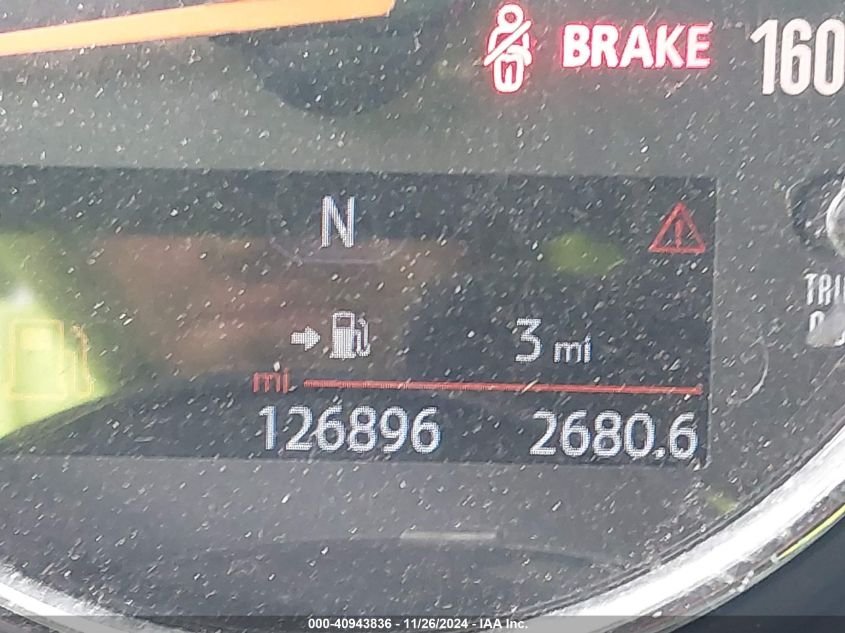 BRAKE 160
N
3 mi
mi
126896 2680.6
000-40943836 - 11/26/2024 - IAA Inc.